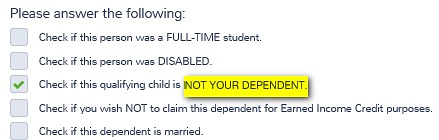 Please answer the following:
Check if this person was a FULL-TIME student.
Check if this person was DISABLED.
Check if this qualifying child is NOT YOUR DEPENDENT.
Check if you wish NOT to claim this dependent for Earned Income Credit purposes.
Check if this dependent is married.